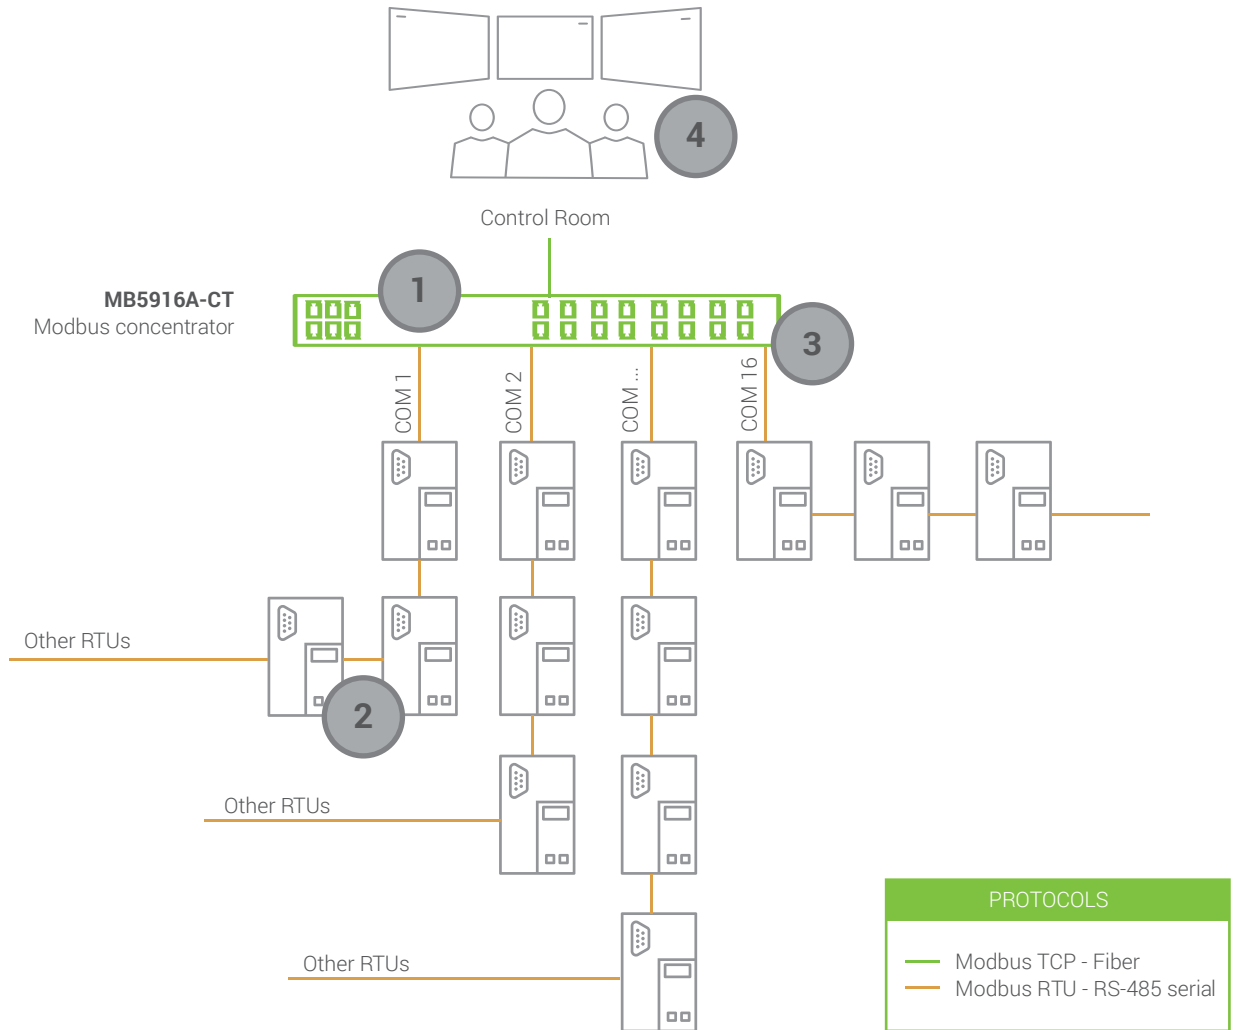 4
Control Room
MB5916A-CT
Modbus concentrator
1
3
COM 1
COM 2
COM ...
COM 16
Other RTUs
2
Other RTUs
Other RTUs
PROTOCOLS
Modbus TCP - Fiber
Modbus RTU - RS-485 serial